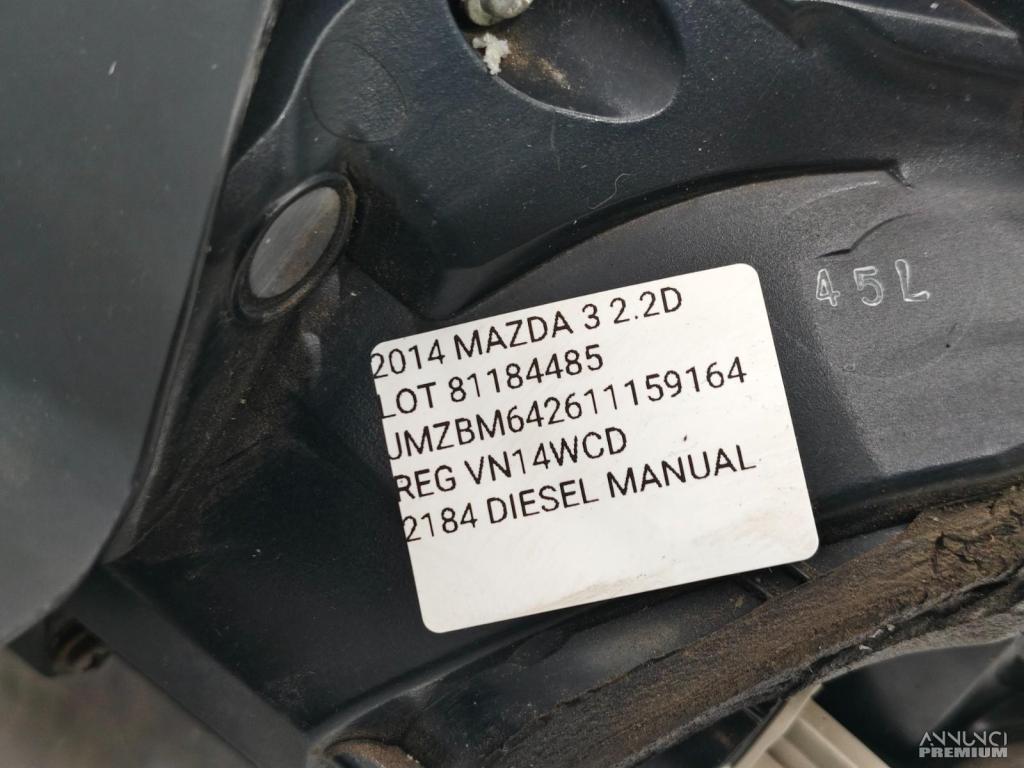 45L
2014 MAZDA 3 2.2D
LOT 81184485
JMZBM642611159164
REG VN14WCD
2184 DIESEL MANUAL
ANNUNCI
PREMIUM